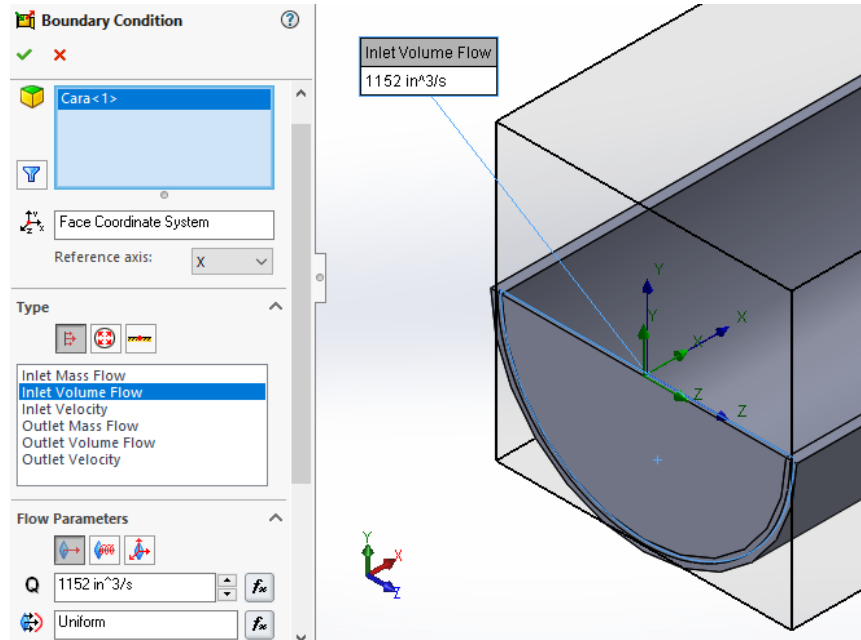 Boundary Condition
?
Cara<1>
Face Coordinate System
Reference axis:
X
Type
Inlet Mass Flow
Inlet Volume Flow
Inlet Velocity
Outlet Mass Flow
Outlet Volume Flow
Outlet Velocity
Flow Parameters
Q
1152 in^3/s
fx
Uniform
fx
Inlet Volume Flow
1152 in^3/s
Y
Y
X
X
Z
Z
Y
X
Z